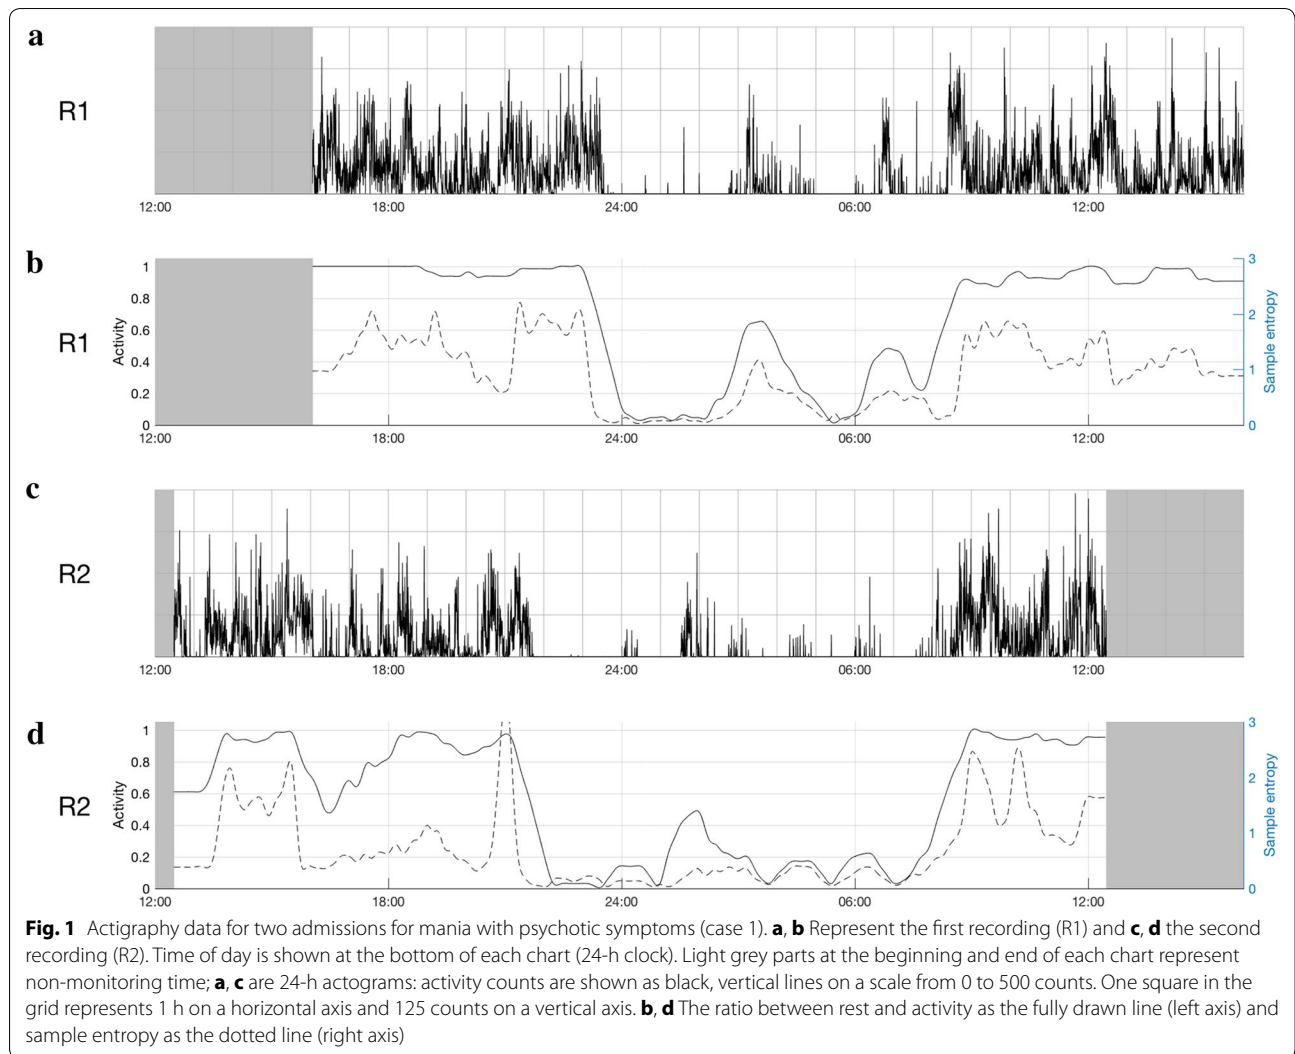 a
R1
12:00 18:00 24:00 06:00 12:00
b
R1
Activity
1
0.8
0.6
0.4
0.2
0
3
2
1
0
Sample entropy
12:00 18:00 24:00 06:00 12:00
c
R2
12:00 18:00 24:00 06:00 12:00
d
R2
Activity
1
0.8
0.6
0.4
0.2
0
3
2
1
0
Sample entropy
12:00 18:00 24:00 06:00 12:00
Fig. 1 Actigraphy data for two admissions for mania with psychotic symptoms (case 1). a, b Represent the first recording (R1) and c, d the second
recording (R2). Time of day is shown at the bottom of each chart (24-h clock). Light grey parts at the beginning and end of each chart represent
non-monitoring time; a, c are 24-h actograms: activity counts are shown as black, vertical lines on a scale from 0 to 500 counts. One square in the
grid represents 1 h on a horizontal axis and 125 counts on a vertical axis. b, d The ratio between rest and activity as the fully drawn line (left axis) and
sample entropy as the dotted line (right axis)